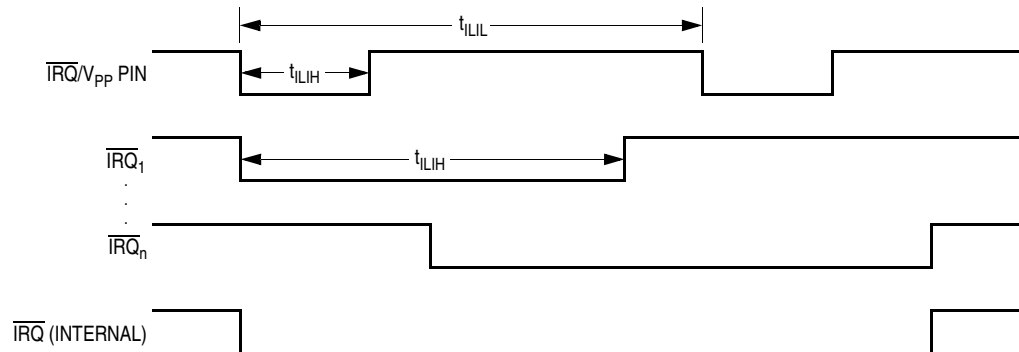 tILIL
IRQ/VPP PIN
tILIH
IRQ1
tILIH
.
.
.
IRQn
IRQ (INTERNAL)